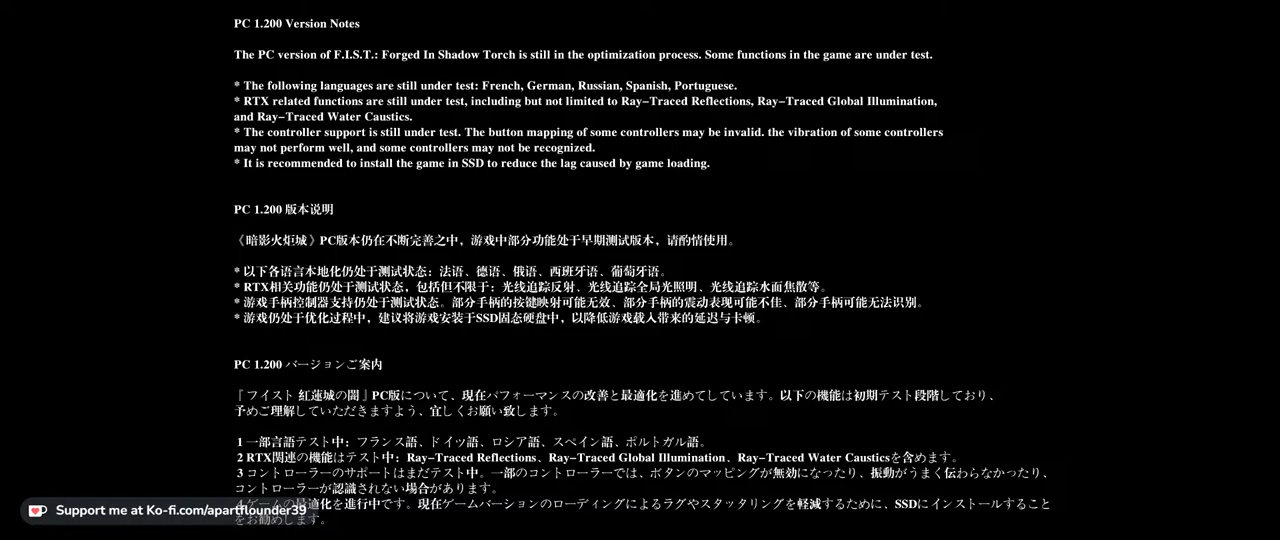 PC 1.200 Version Notes
The PC version of F.I.S.T.: Forged In Shadow Torch is still in the optimization process. Some functions in the game are under test.
* The following languages are still under test: French, German, Russian, Spanish, Portuguese.
* RTX related functions are still under test, including but not limited to Ray-Traced Reflections, Ray-Traced Global Illumination,
and Ray-Traced Water Caustics.
* The controller support is still under test. The button mapping of some controllers may be invalid. the vibration of some controllers
may not perform well, and some controllers may not be recognized.
* It is recommended to install the game in SSD to reduce the lag caused by game loading.
PC 1.200 版本说明
《暗影火炬城》PC版本仍在不断完善之中，游戏中部分功能处于早期测试版本，请酌情使用。
* 以下各语言本地化仍处于测试状态：法语、德语、俄语、西班牙语、葡萄牙语。
* RTX相关功能仍处于测试状态，包括但不限于：光线追踪反射、光线追踪全局光照明、光线追踪水面焦散等。
* 游戏手柄控制器支持仍处于测试状态。部分手柄的按键映射可能无效、部分手柄的震动表现可能不佳、部分手柄可能无法识别。
* 游戏仍处于优化过程中，建议将游戏安装于SSD固态硬盘中，以降低游戏载入带来的延迟与卡顿。
PC 1.200 バージョンご案内
『フイスト 紅蓮城の闇』PC版について、現在パフォーマンスの改善と最適化を進めてしています。以下の機能は初期テスト段階しており、
予めご理解していただきますよう、宜しくお願い致します。
1 一部言語テスト中：フランス語、ドイツ語、ロシア語、スペイン語、ポルトガル語。
2 RTX関連の機能はテスト中：Ray-Traced Reflections、Ray-Traced Global Illumination、Ray-Traced Water Causticsを含めます。
3 コントローラーのサポートはまだテスト中。一部のコントローラーでは、ボタンのマッピングが無効になったり、振動がうまく伝わらなかったり、
コントローラーが認識されない場合があります。
4 ゲームの最適化を進行中です。現在ゲームバージョンのローディングによるラグやスタッタリングを軽減するために、SSDにインストールすること
をお勧めします。
Support me at Ko-fi.com/apartflounder39